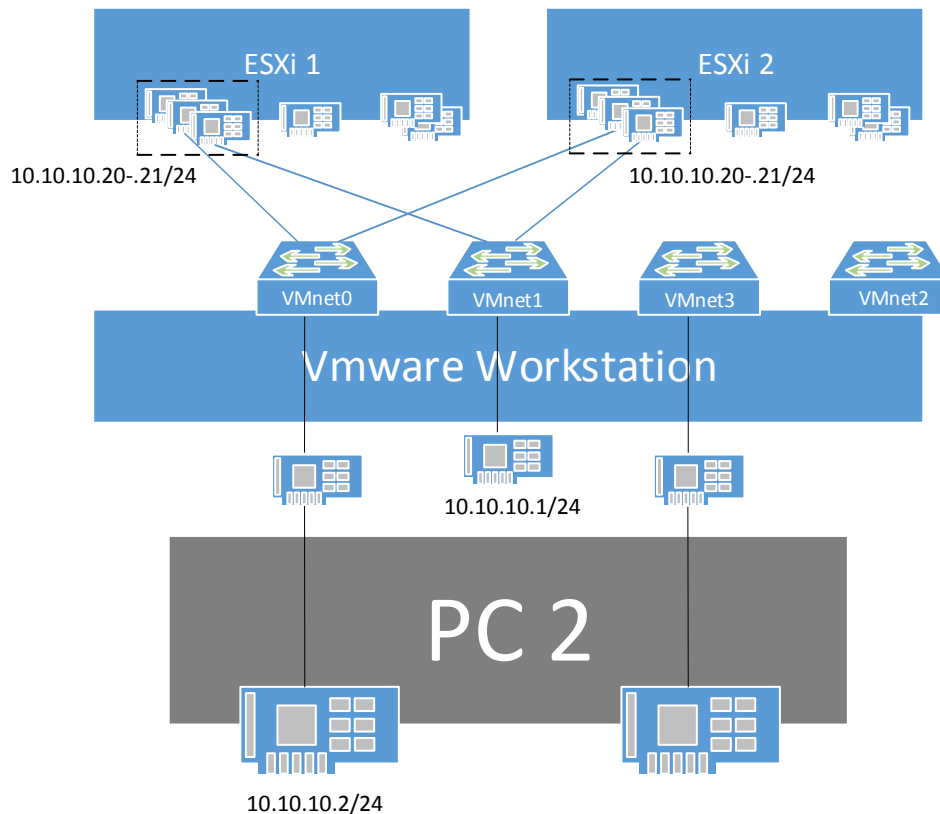 ESXi 1
ESXi 2
10.10.10.20-.21/24
10.10.10.20-.21/24
VMnet0
VMnet1
VMnet3
VMnet2
Vmware Workstation
10.10.10.1/24
PC 2
10.10.10.2/24